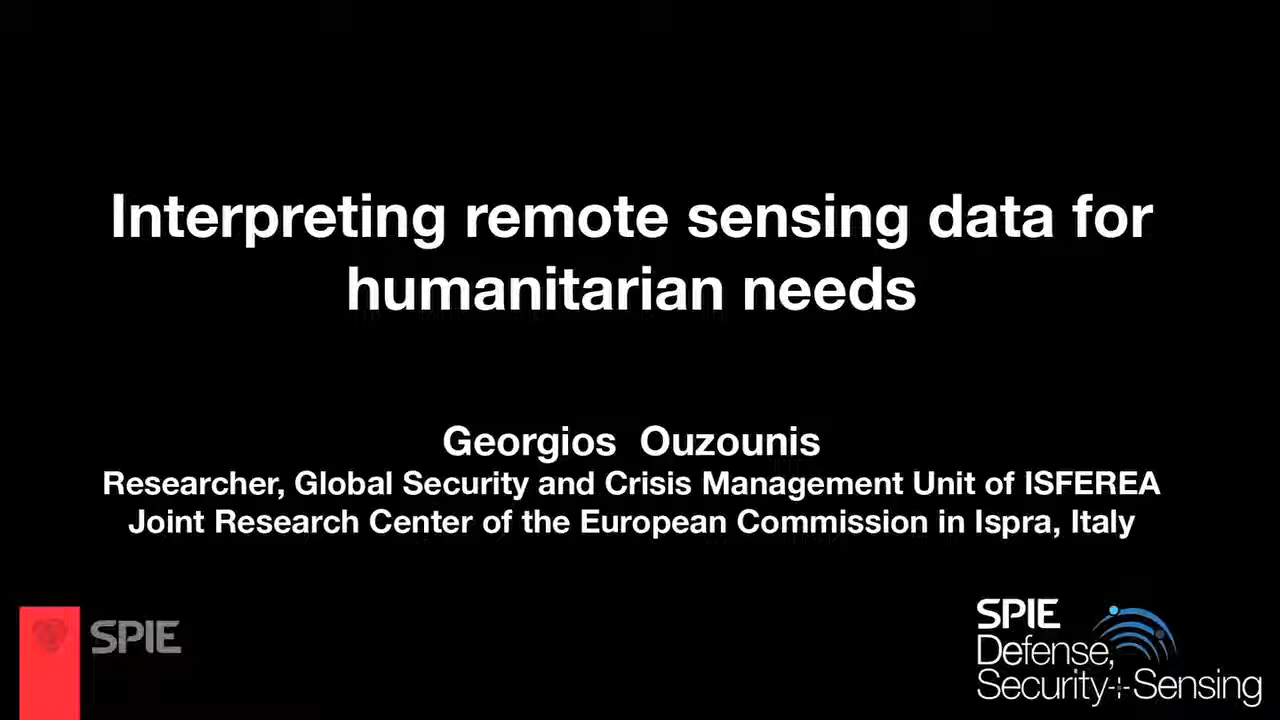 Interpreting remote sensing data for
humanitarian needs
Georgios Ouzounis
Researcher, Global Security and Crisis Management Unit of ISFEREA
Joint Research Center of the European Commission in Ispra, Italy
SPIE
SPIE
Defense,
Security+Sensing